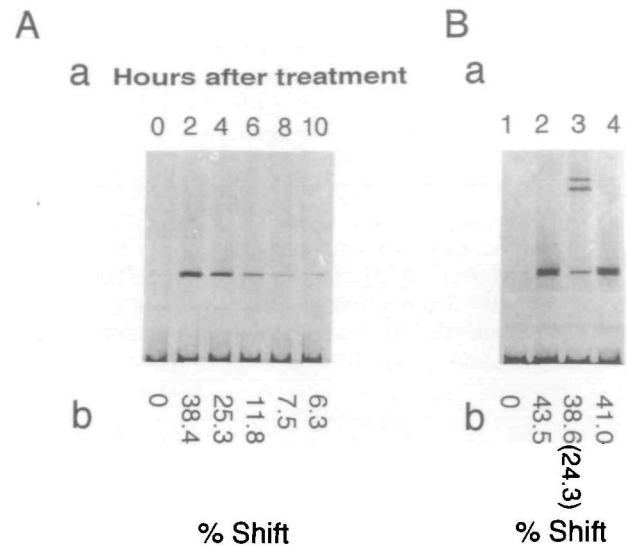 A
B
a Hours after treatment
a
0 2 4 6 8 10
1 2 3 4
b
0 38.4 25.3 11.8 7.5 6.3
b
0 43.5 38.6(24.3) 41.0
% Shift
% Shift